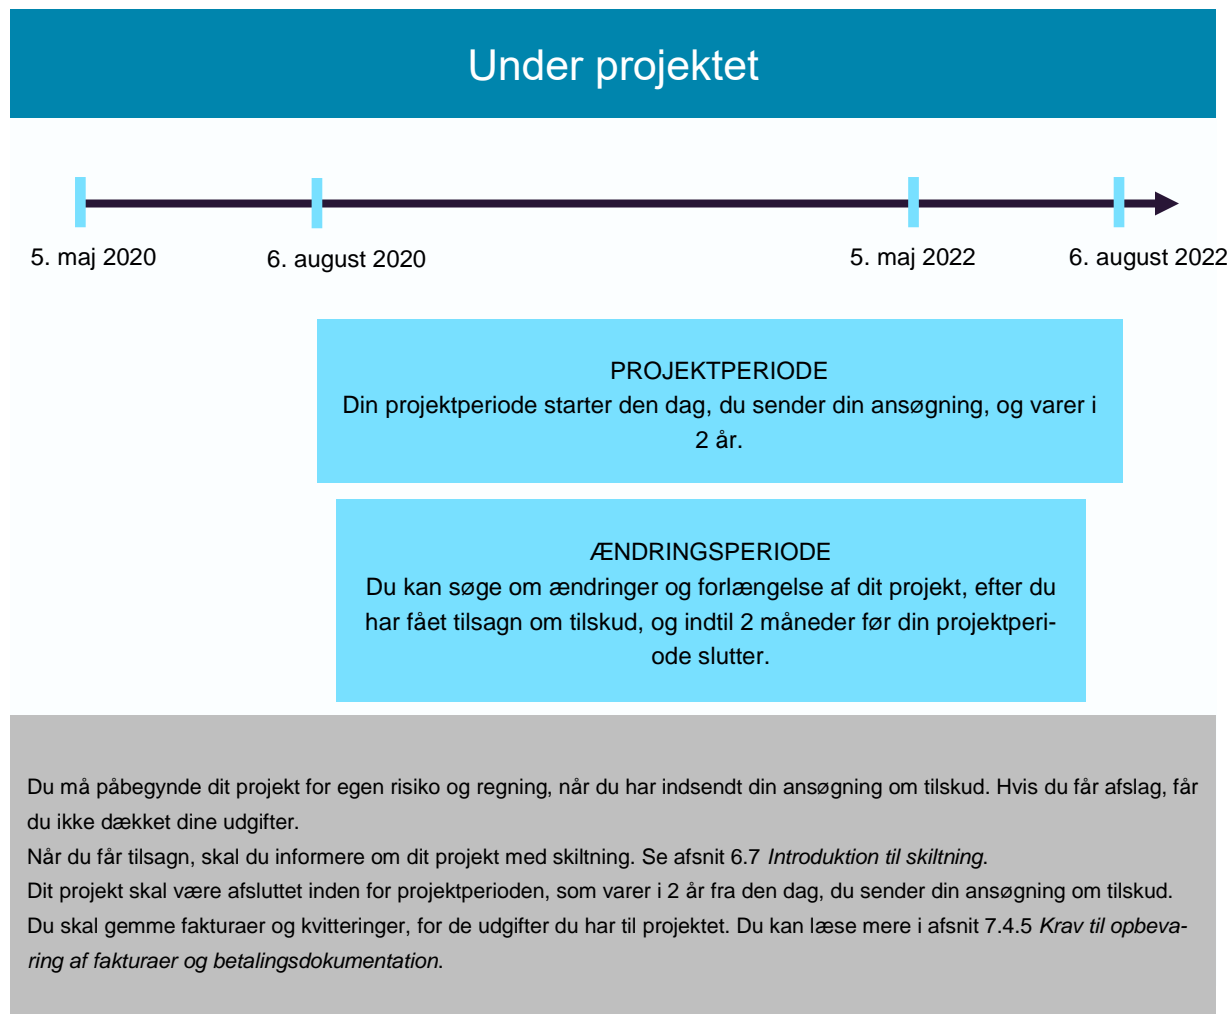 Under projektet
5. maj 2020
6. august 2020
5. maj 2022
6. august 2022
PROJEKTPERIODE
Din projektperiode starter den dag, du sender din ansøgning, og varer i
2 år.
ÆNDRINGSPERIODE
Du kan søge om ændringer og forlængelse af dit projekt, efter du
har fået tilsagn om tilskud, og indtil 2 måneder før din projektperi-
ode slutter.
Du må påbegynde dit projekt for egen risiko og regning, når du har indsendt din ansøgning om tilskud. Hvis du får afslag, får
du ikke dækket dine udgifter.
Når du får tilsagn, skal du informere om dit projekt med skiltning. Se afsnit 6.7 Introduktion til skiltning.
Dit projekt skal være afsluttet inden for projektperioden, som varer i 2 år fra den dag, du sender din ansøgning om tilskud.
Du skal gemme fakturaer og kvitteringer, for de udgifter du har til projektet. Du kan læse mere i afsnit 7.4.5 Krav til opbeva-
ring af fakturaer og betalingsdokumentation.